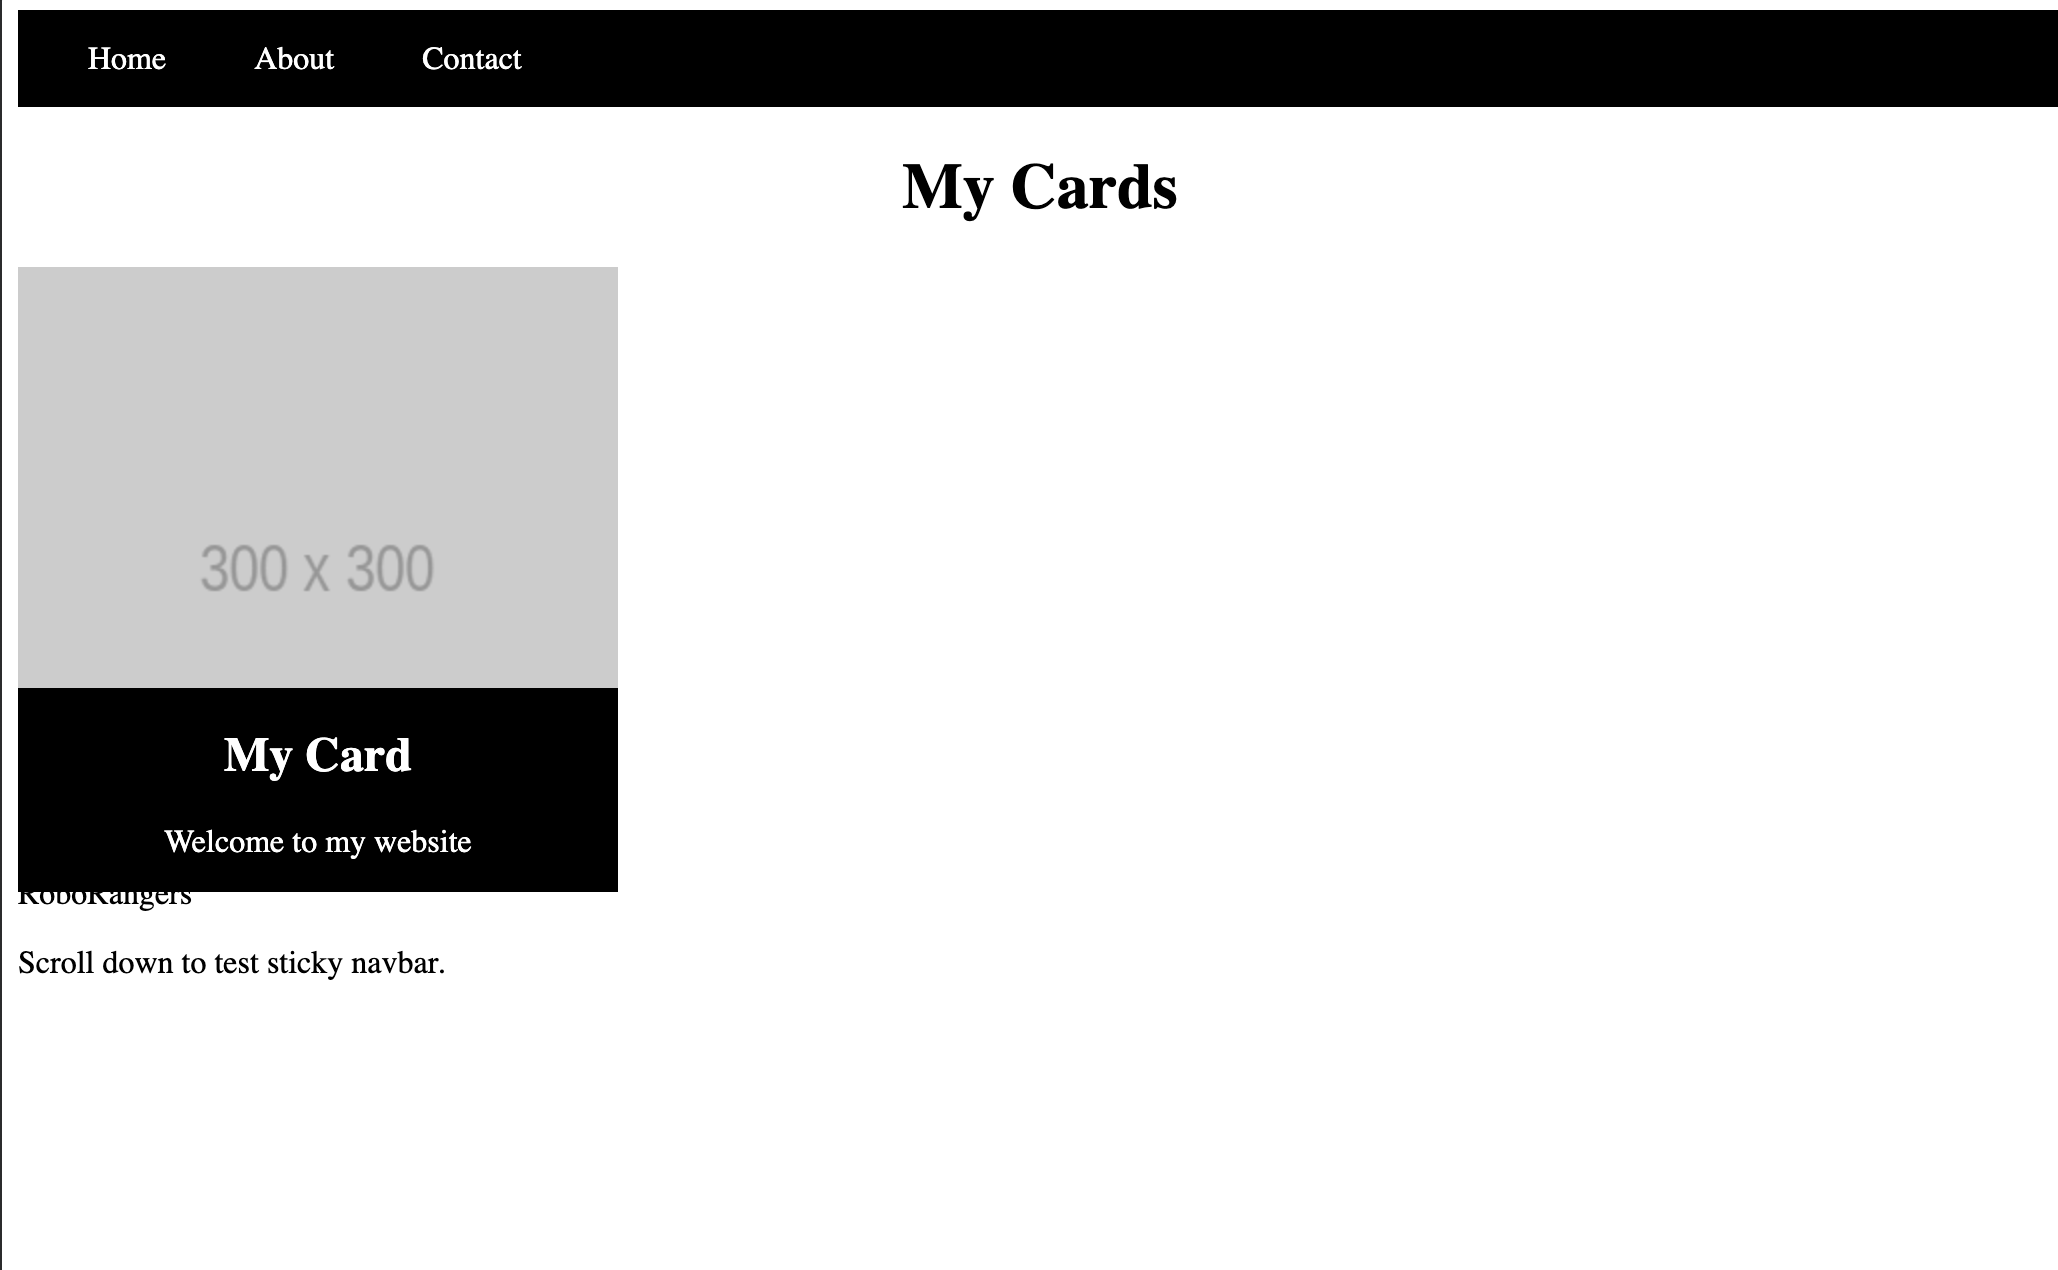 Home About Contact
My Cards
300 x 300
My Card
Welcome to my website
RoboRangers
Scroll down to test sticky navbar.